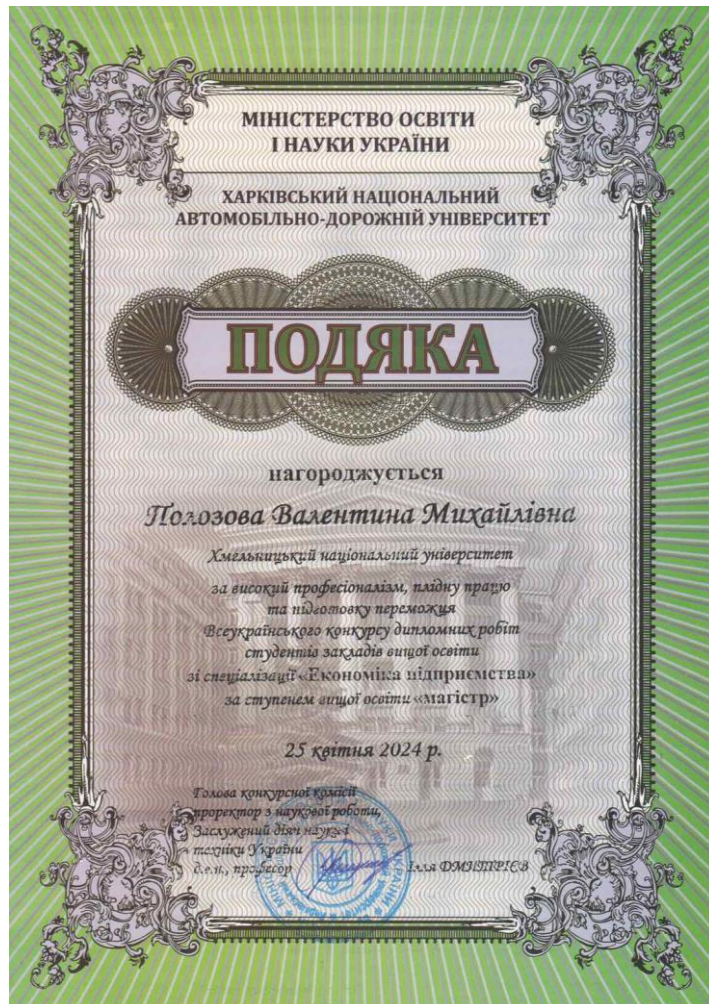 МІНІСТЕРСТВО ОСВІТИ
І НАУКИ УКРАЇНИ
ХАРКІВСЬКИЙ НАЦІОНАЛЬНИЙ
АВТОМОБІЛЬНО-ДОРОЖНІЙ УНІВЕРСИТЕТ
ПОДЯКА
нагороджується
Полозова Валентина Михайлівна
Хмельницький національний університет
за високий професіоналізм, плідну працю
та підготовку переможця
Всеукраїнського конкурсу дипломних робіт
студентів закладів вищої освіти
зі спеціалізації «Економіка підприємства»
за ступенем вищої освіти «магістр»
25 квітня 2024 р.
Голова конкурсної комісії
проректор з наукової роботи,
Заслужений діяч науки і
техніки України
д.е.н., професор Ілля ДМИТРІЄВ